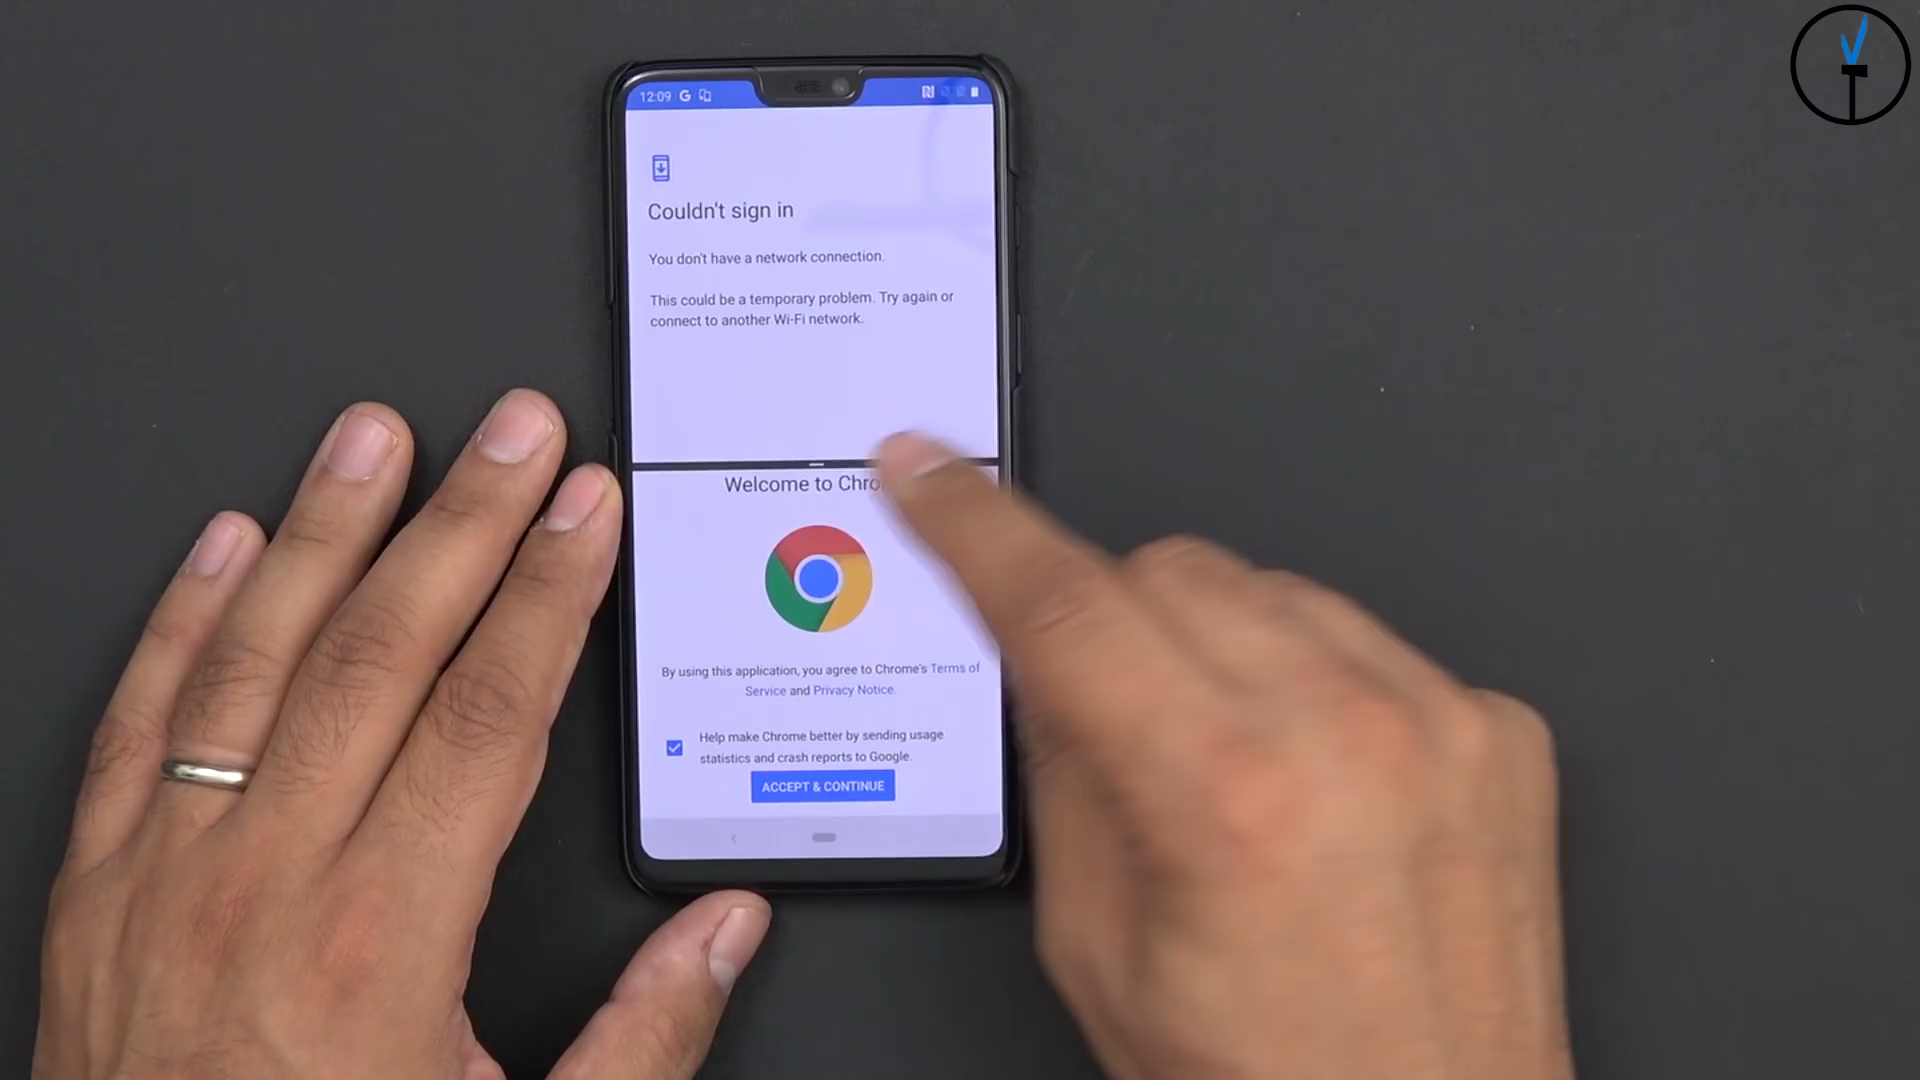 12:09
Couldn't sign in
You don't have a network connection.
This could be a temporary problem. Try again or
connect to another Wi-Fi network.
Welcome to
By using this application, you agree to Chrome's Terms of
Service and Privacy Notice.
Help make Chrome better by sending usage
statistics and crash reports to Google.
ACCEPT & CONTINUE